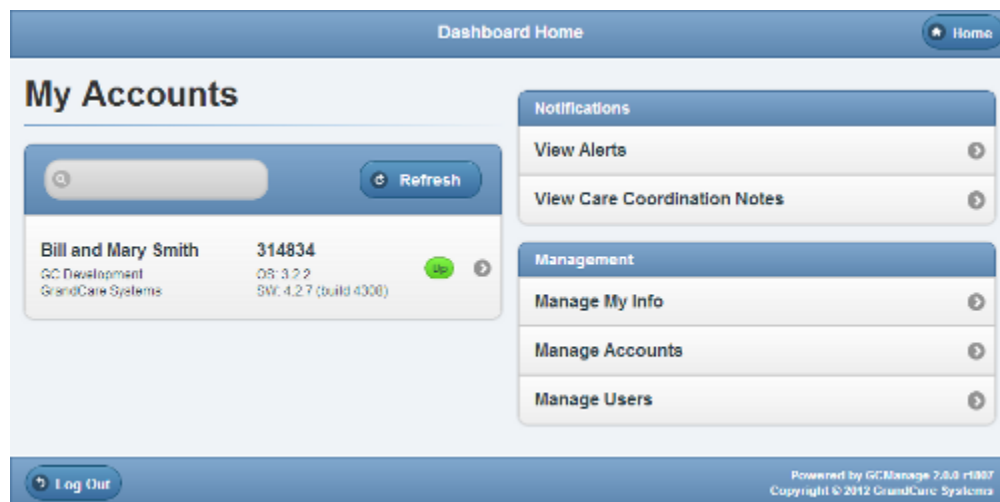 Dashboard Home
Home
My Accounts
Refresh
Bill and Mary Smith
GC Development
GrandCare Systems
314834
OS: 3.2.2
SW: 4.2.7 (build 4308)
Up
Notifications
View Alerts
View Care Coordination Notes
Management
Manage My Info
Manage Accounts
Manage Users
Log Out
Powered by GCManage 2.0.0 r1807
Copyright © 2012 GrandCare Systems